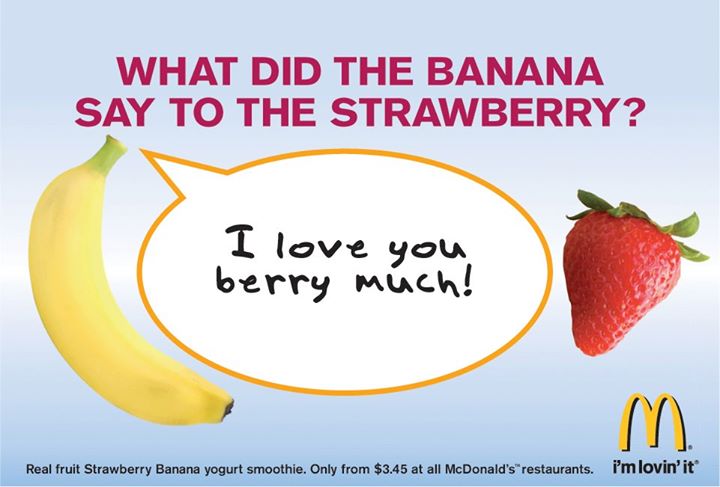 WHAT DID THE BANANA
SAY TO THE STRAWBERRY?
I love you
berry much!
Real fruit Strawberry Banana yogurt smoothie. Only from $3.45 at all McDonald's™ restaurants.
i'm lovin' it®